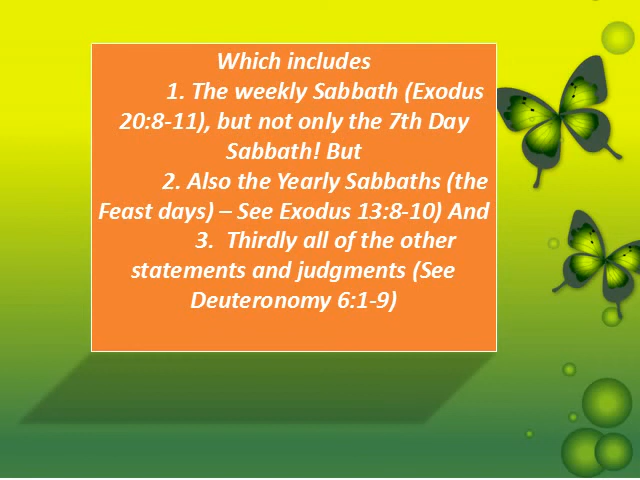 Which includes
1. The weekly Sabbath (Exodus
20:8-11), but not only the 7th Day
Sabbath! But
2. Also the Yearly Sabbaths (the
Feast days) – See Exodus 13:8-10) And
3. Thirdly all of the other
statements and judgments (See
Deuteronomy 6:1-9)